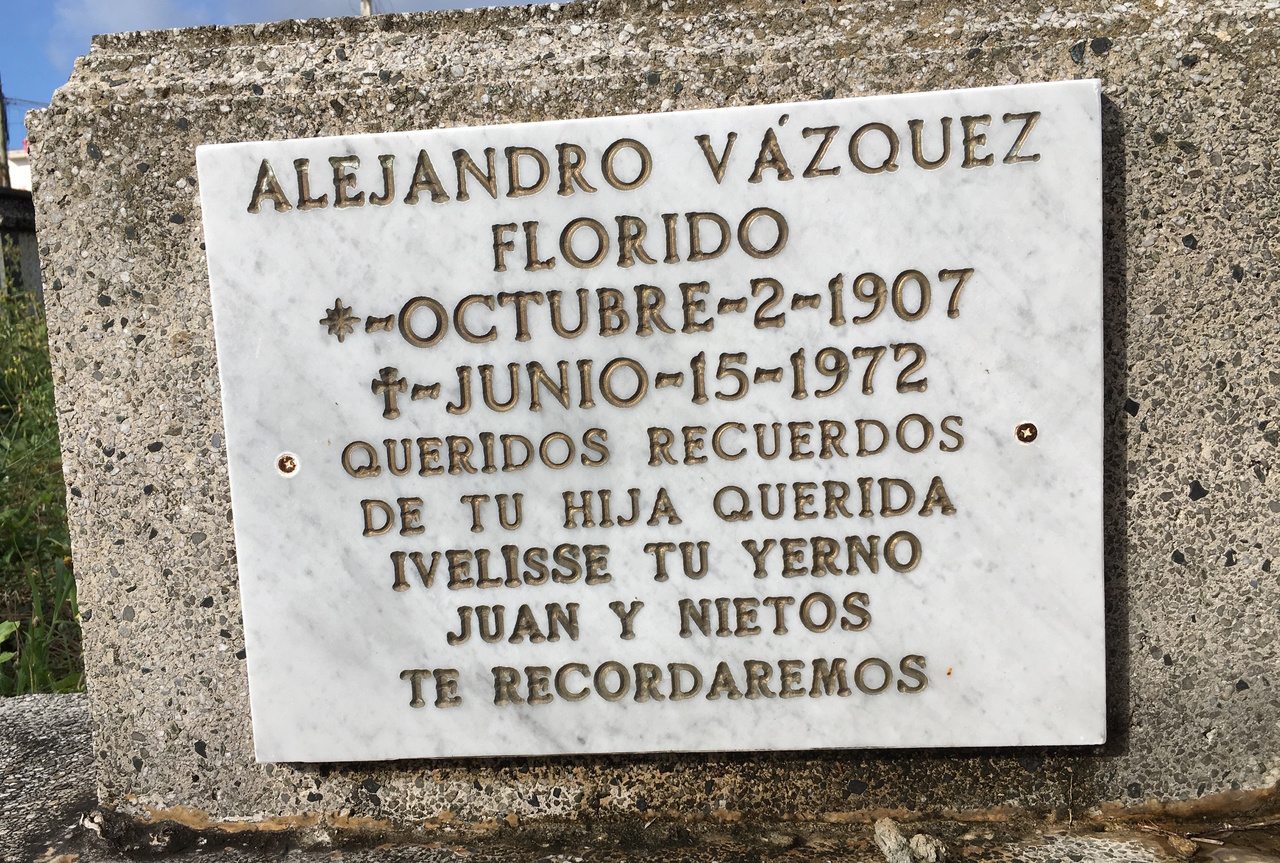 ALEJANDRO VÁZQUEZ
FLORIDO
*-OCTUBRE-2-1907
✝-JUNIO-15-1972
QUERIDOS RECUERDOS
DE TU HIJA QUERIDA
IVELISSE TU YERNO
JUAN Y NIETOS
TE RECORDAREMOS